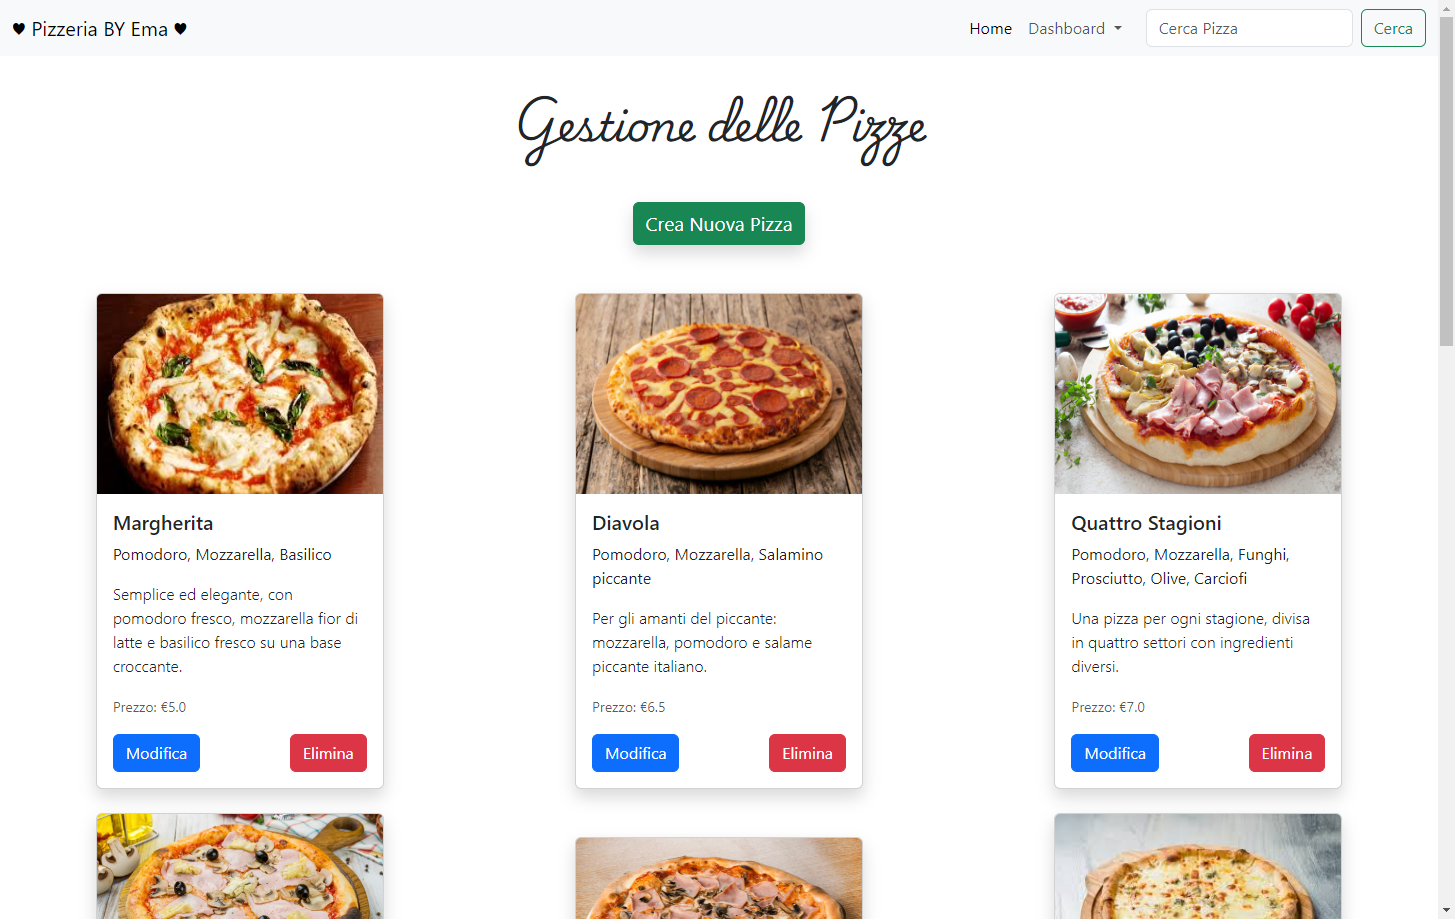 ♥ Pizzeria BY Ema ♥
Home
Dashboard
Cerca Pizza
Cerca
Gestione delle Pizze
Crea Nuova Pizza
Margherita
Pomodoro, Mozzarella, Basilico
Semplice ed elegante, con
pomodoro fresco, mozzarella fior di
latte e basilico fresco su una base
croccante.
Prezzo: €5.0
Modifica
Elimina
Diavola
Pomodoro, Mozzarella, Salamino
piccante
Per gli amanti del piccante:
mozzarella, pomodoro e salame
piccante italiano.
Prezzo: €6.5
Modifica
Elimina
Quattro Stagioni
Pomodoro, Mozzarella, Funghi,
Prosciutto, Olive, Carciofi
Una pizza per ogni stagione, divisa
in quattro settori con ingredienti
diversi.
Prezzo: €7.0
Modifica
Elimina